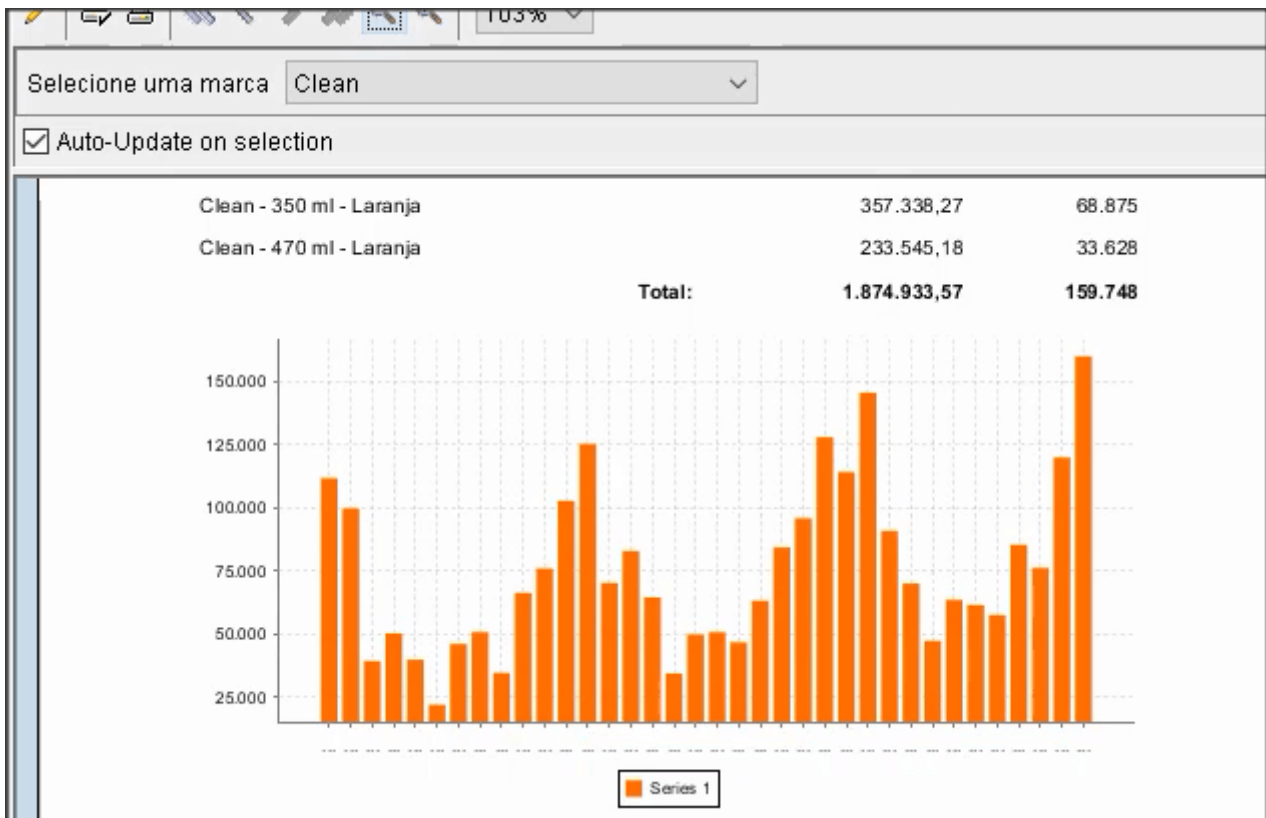 103%
Selecione uma marca Clean
Auto-Update on selection
Clean - 350 ml - Laranja 357.338,27 68.875
Clean - 470 ml - Laranja 233.545,18 33.628
Total: 1.874.933,57 159.748
150.000
125.000
100.000
75.000
50.000
25.000
Series 1